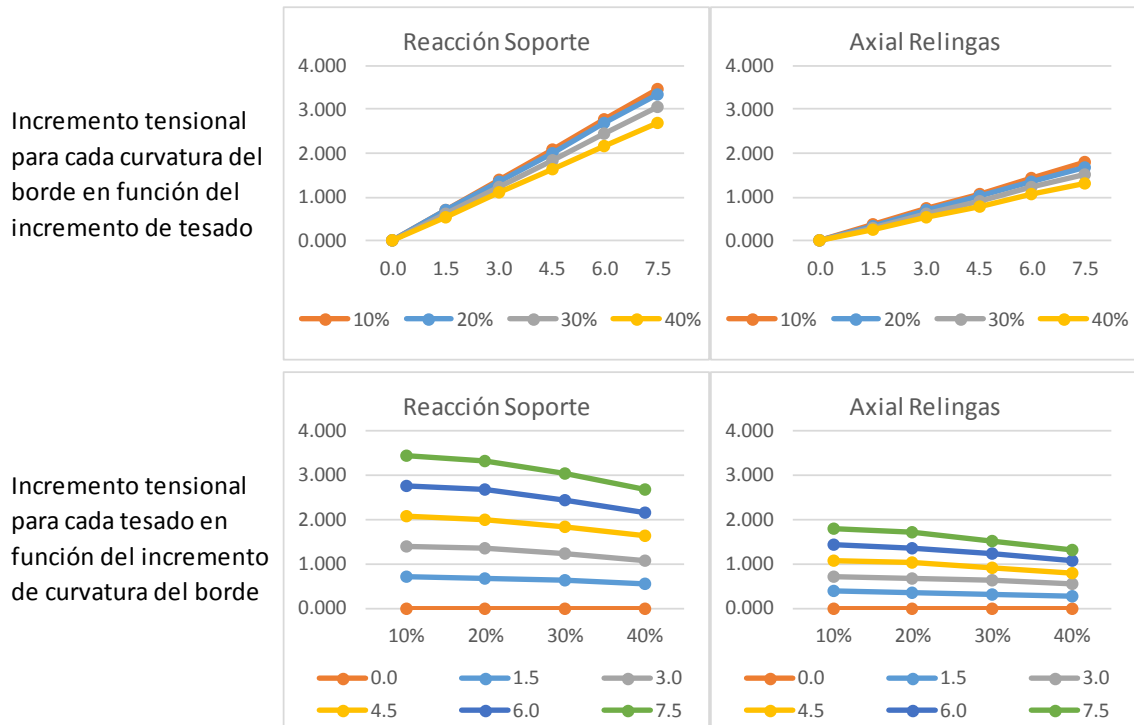 Incremento tensional
para cada curvatura del
borde en función del
incremento de tesado
Reacción Soporte
4.000
3.000
2.000
1.000
0.000
0.0 1.5 3.0 4.5 6.0 7.5
10% 20% 30% 40%
Axial Relingas
4.000
3.000
2.000
1.000
0.000
0.0 1.5 3.0 4.5 6.0 7.5
10% 20% 30% 40%
Incremento tensional
para cada tesado en
función del incremento
de curvatura del borde
Reacción Soporte
4.000
3.000
2.000
1.000
0.000
10% 20% 30% 40%
0.0 1.5 3.0
4.5 6.0 7.5
Axial Relingas
4.000
3.000
2.000
1.000
0.000
10% 20% 30% 40%
0.0 1.5 3.0
4.5 6.0 7.5